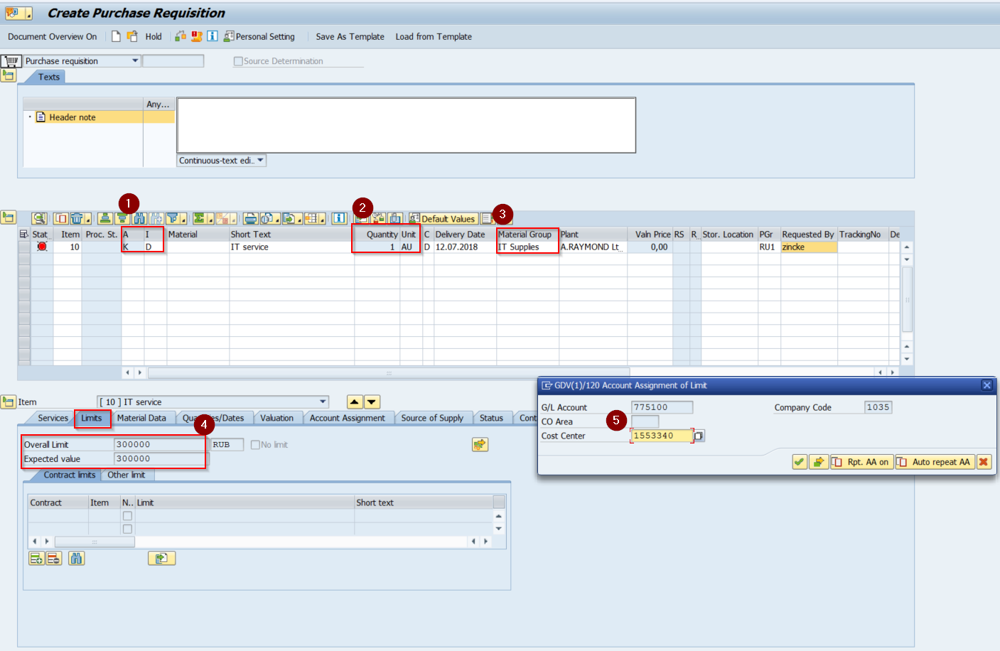 Create Purchase Requisition
Document Overview On Hold Personal Setting Save As Template Load from Template
Purchase requisition Source Determination
Texts
Any...
Header note
Continuous-text edi..
1 2 3
Default Values
Stat Item Proc. St. A I Material Short Text Quantity Unit C Delivery Date Material Group Plant Valn Price RS R.. Stor. Location PGr Requested By TrackingNo De
10 K D IT service 1 AU D 12.07.2018 IT Supplies A.RAYMOND Lt.. 0,00 RU1 zincke
Item [ 10 ] IT service
Services Limits Material Data Quantities/Dates Valuation Account Assignment Source of Supply Status Cont
4
Overall Limit 300000 RUB No limit
Expected value 300000
Contract limits Other limit
Contract Item N.. Limit Short text
GDV(1)/120 Account Assignment of Limit
G/L Account 775100 Company Code 1035
CO Area 5
Cost Center 1553340
Rpt. AA on Auto repeat AA